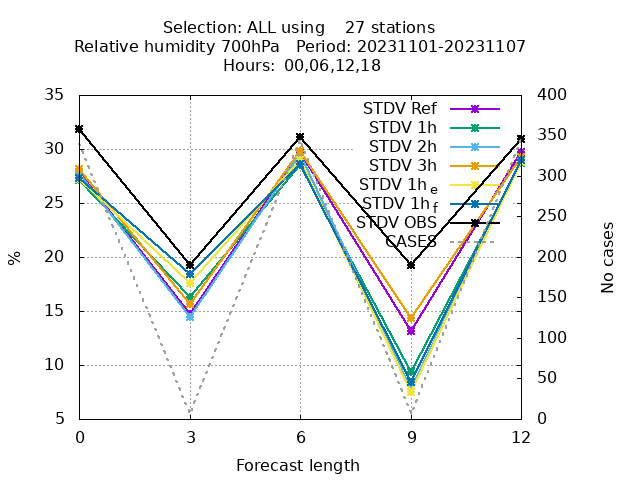 Selection: ALL using    27 stations
Relative humidity 700hPa   Period: 20231101-20231107
Hours: 00,06,12,18
35 400
STDV Ref
350
STDV 1h
30 STDV 2h
300
STDV 3h
STDV 1h e
25 STDV 1h f
250
STDV OBS
CASES
20 200
% No cases
15 150
100
10
50
5 0
0 3 6 9 12
Forecast length